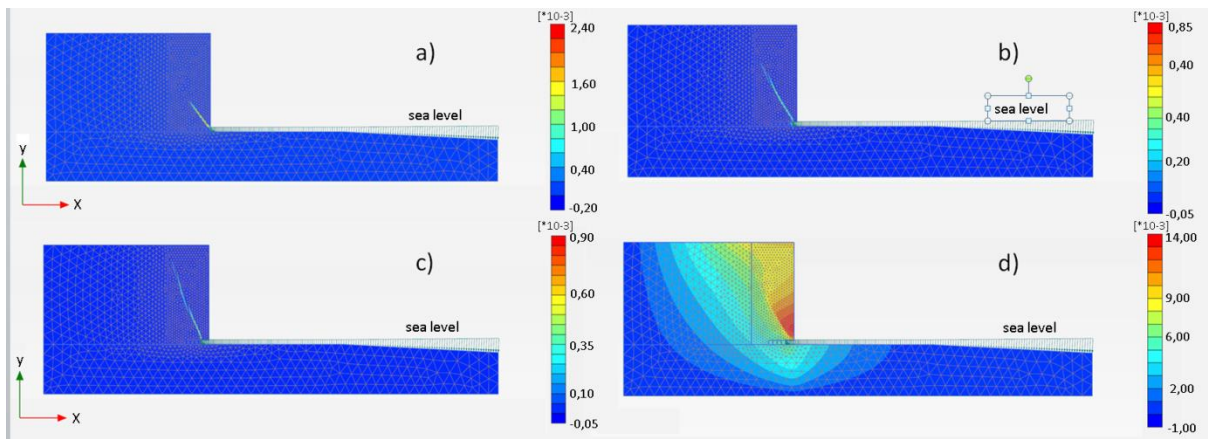 [*10-3]
2,40
1,60
1,00
0,40
-0,20
a)
sea level
y
X
[*10-3]
0,85
0,40
0,40
0,20
-0,05
b)
sea level
[*10-3]
0,90
0,60
0,35
0,10
-0,05
c)
sea level
y
X
[*10-3]
14,00
9,00
6,00
2,00
-1,00
d)
sea level